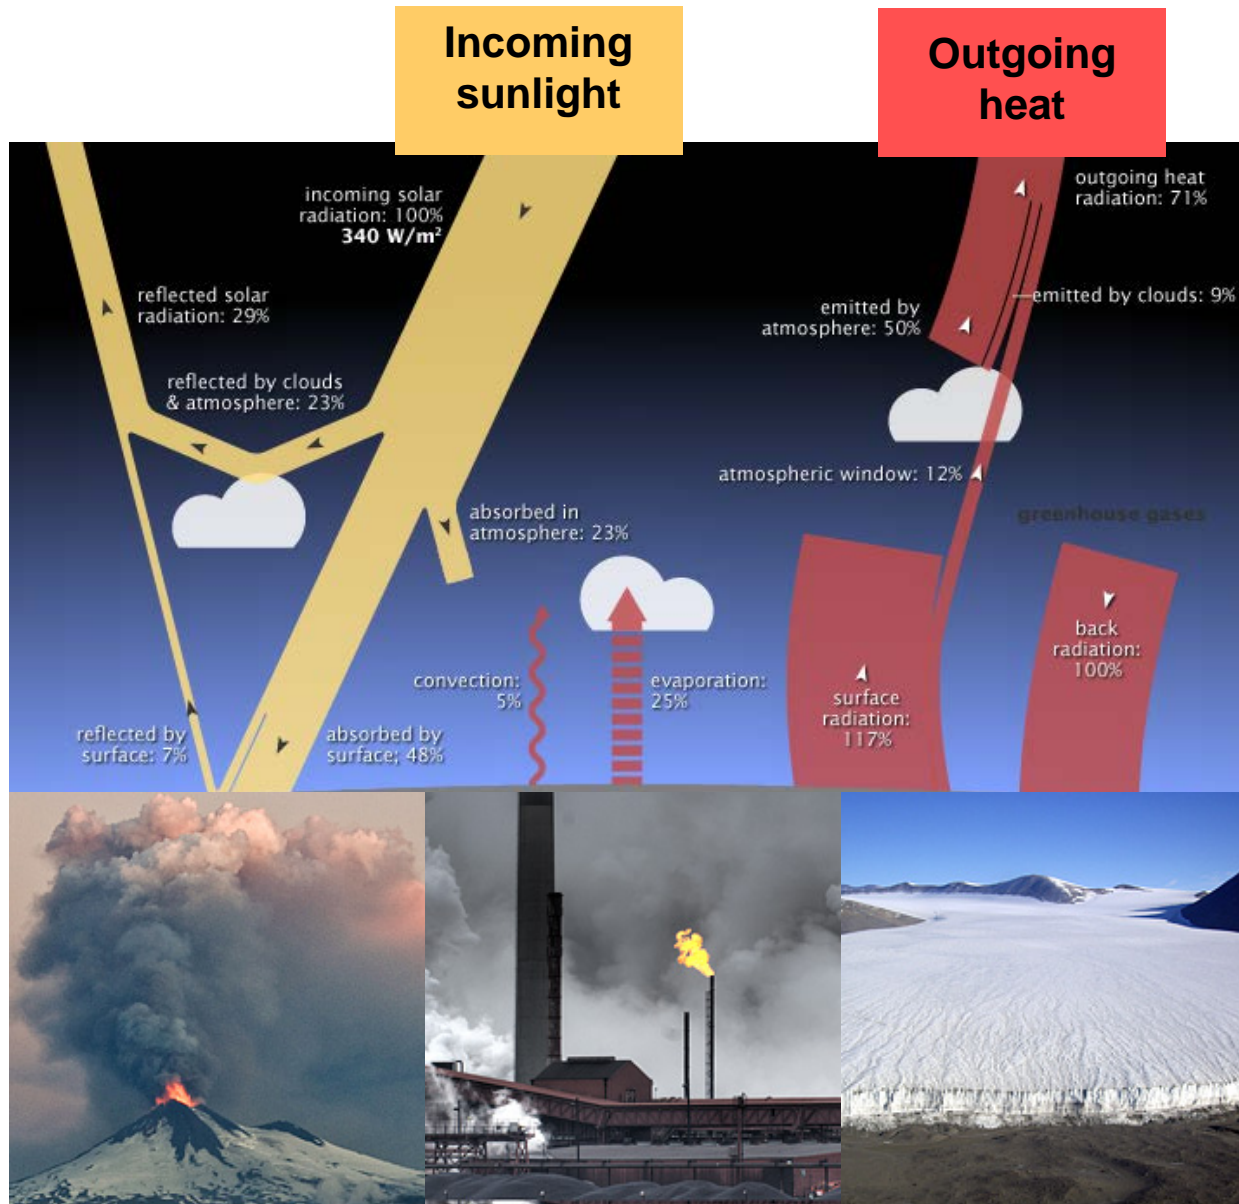 Incoming
sunlight
Outgoing
heat
incoming solar
radiation: 100%
340 W/m²
outgoing heat
radiation: 71%
reflected solar
radiation: 29%
emitted by
atmosphere: 50%
emitted by clouds: 9%
reflected by clouds
& atmosphere: 23%
atmospheric window: 12%
absorbed in
atmosphere: 23%
greenhouse gases
convection:
5%
evaporation:
25%
back
radiation:
100%
surface
radiation:
117%
reflected by
surface: 7%
absorbed by
surface; 48%